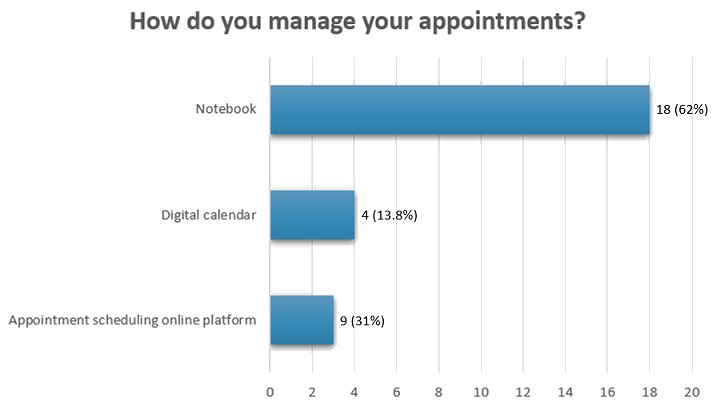 How do you manage your appointments?
Notebook
18 (62%)
Digital calendar
4 (13.8%)
Appointment scheduling online platform
9 (31%)
0 2 4 6 8 10 12 14 16 18 20